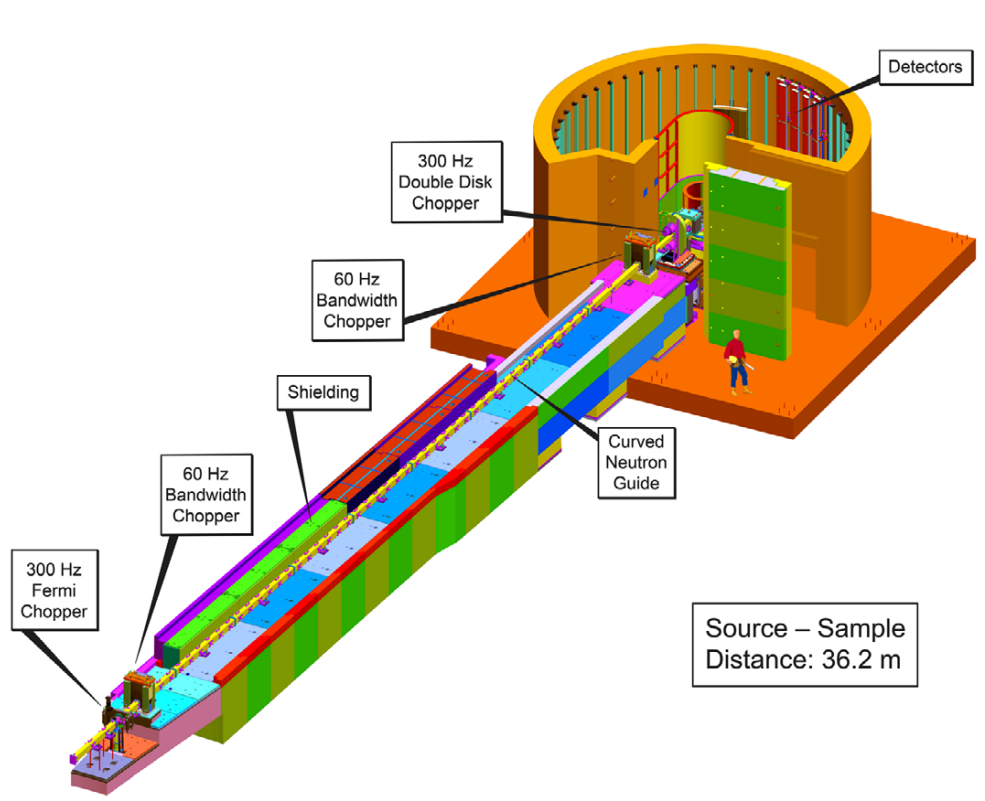 Detectors
300 Hz
Double Disk
Chopper
60 Hz
Bandwidth
Chopper
Shielding
Curved
Neutron
Guide
60 Hz
Bandwidth
Chopper
300 Hz
Fermi
Chopper
Source – Sample
Distance: 36.2 m